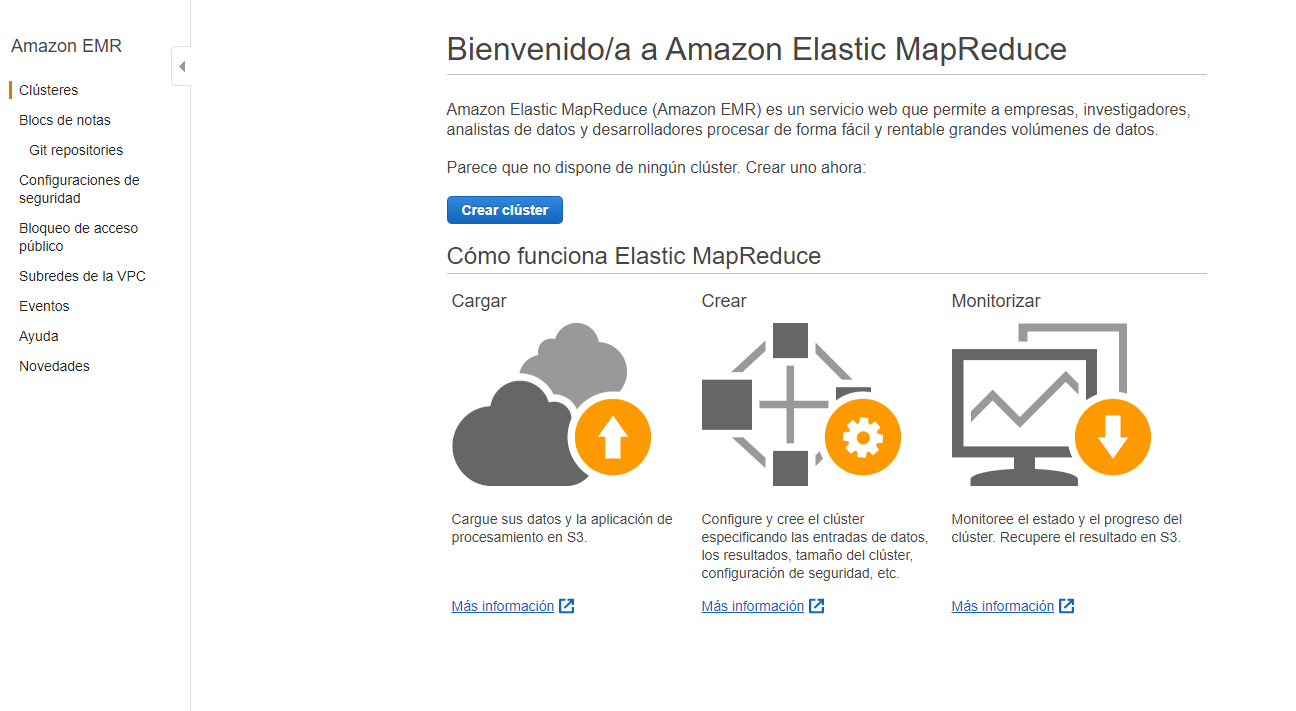 Amazon EMR
Clústeres
Blocs de notas
Git repositories
Configuraciones de
seguridad
Bloqueo de acceso
público
Subredes de la VPC
Eventos
Ayuda
Novedades
Bienvenido/a a Amazon Elastic MapReduce
Amazon Elastic MapReduce (Amazon EMR) es un servicio web que permite a empresas, investigadores,
analistas de datos y desarrolladores procesar de forma fácil y rentable grandes volúmenes de datos.
Parece que no dispone de ningún clúster. Crear uno ahora:
Crear clúster
Cómo funciona Elastic MapReduce
Cargar
Cargue sus datos y la aplicación de
procesamiento en S3.
Más información
Crear
Configure y cree el clúster
especificando las entradas de datos,
los resultados, tamaño del clúster,
configuración de seguridad, etc.
Más información
Monitorizar
Monitoree el estado y el progreso del
clúster. Recupere el resultado en S3.
Más información